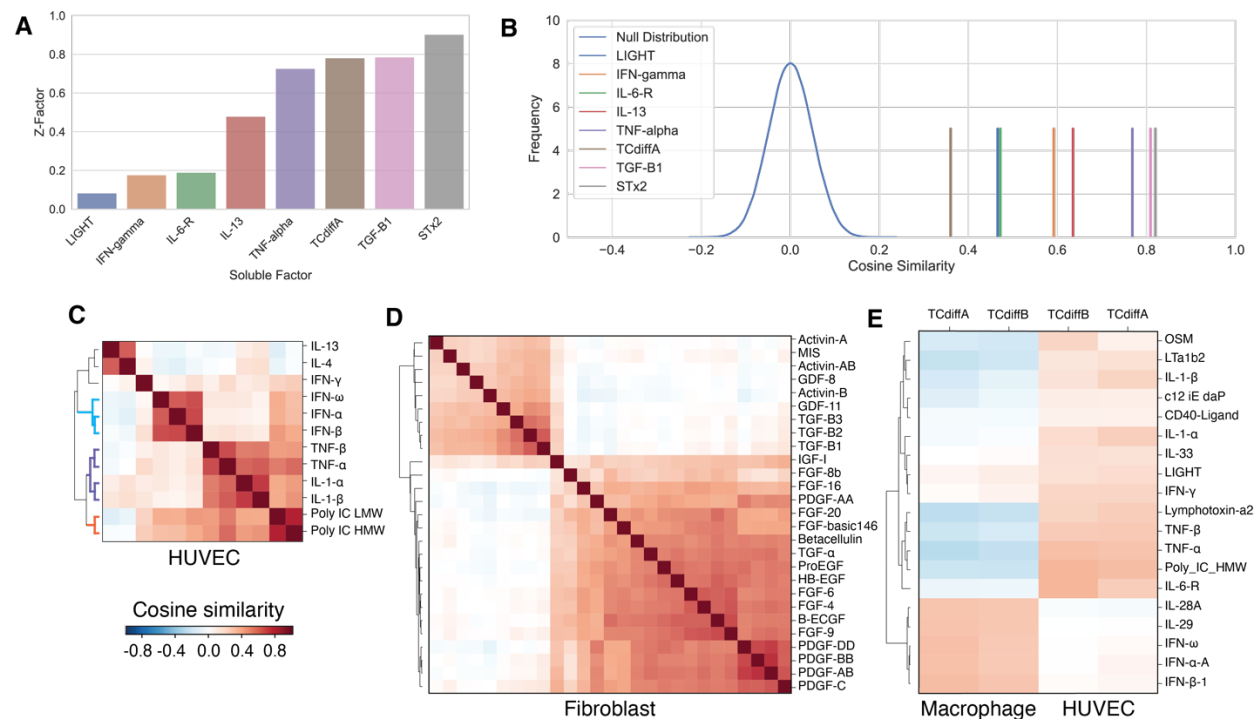 A
1.0
0.8
0.6
0.4
0.2
0.0
Z-Factor
LIGHT
IFN-gamma
IL-6-R
IL-13
TNF-alpha
TCdiffA
TGF-B1
STx2
Soluble Factor
B
10
8
6
4
2
0
Frequency
Null Distribution
LIGHT
IFN-gamma
IL-6-R
IL-13
TNF-alpha
TCdiffA
TGF-B1
STx2
−0.4
−0.2
0.0
0.2
0.4
0.6
0.8
1.0
Cosine Similarity
C
IL-13
IL-4
IFN-γ
IFN-ω
IFN-α
IFN-β
TNF-β
TNF-α
IL-1-α
IL-1-β
Poly IC LMW
Poly IC HMW
HUVEC
Cosine similarity
-0.8 -0.4 0.0 0.4 0.8
D
Activin-A
MIS
Activin-AB
GDF-8
Activin-B
GDF-11
TGF-B3
TGF-B2
TGF-B1
IGF-I
FGF-8b
FGF-16
PDGF-AA
FGF-20
FGF-basic146
Betacellulin
TGF-α
ProEGF
HB-EGF
FGF-6
FGF-4
B-ECGF
FGF-9
PDGF-DD
PDGF-BB
PDGF-AB
PDGF-C
Fibroblast
E
TCdiffA TCdiffB TCdiffB TCdiffA
OSM
LTa1b2
IL-1-β
c12 iE daP
CD40-Ligand
IL-1-α
IL-33
LIGHT
IFN-γ
Lymphotoxin-a2
TNF-β
TNF-α
Poly_IC_HMW
IL-6-R
IL-28A
IL-29
IFN-ω
IFN-α-A
IFN-β-1
Macrophage HUVEC